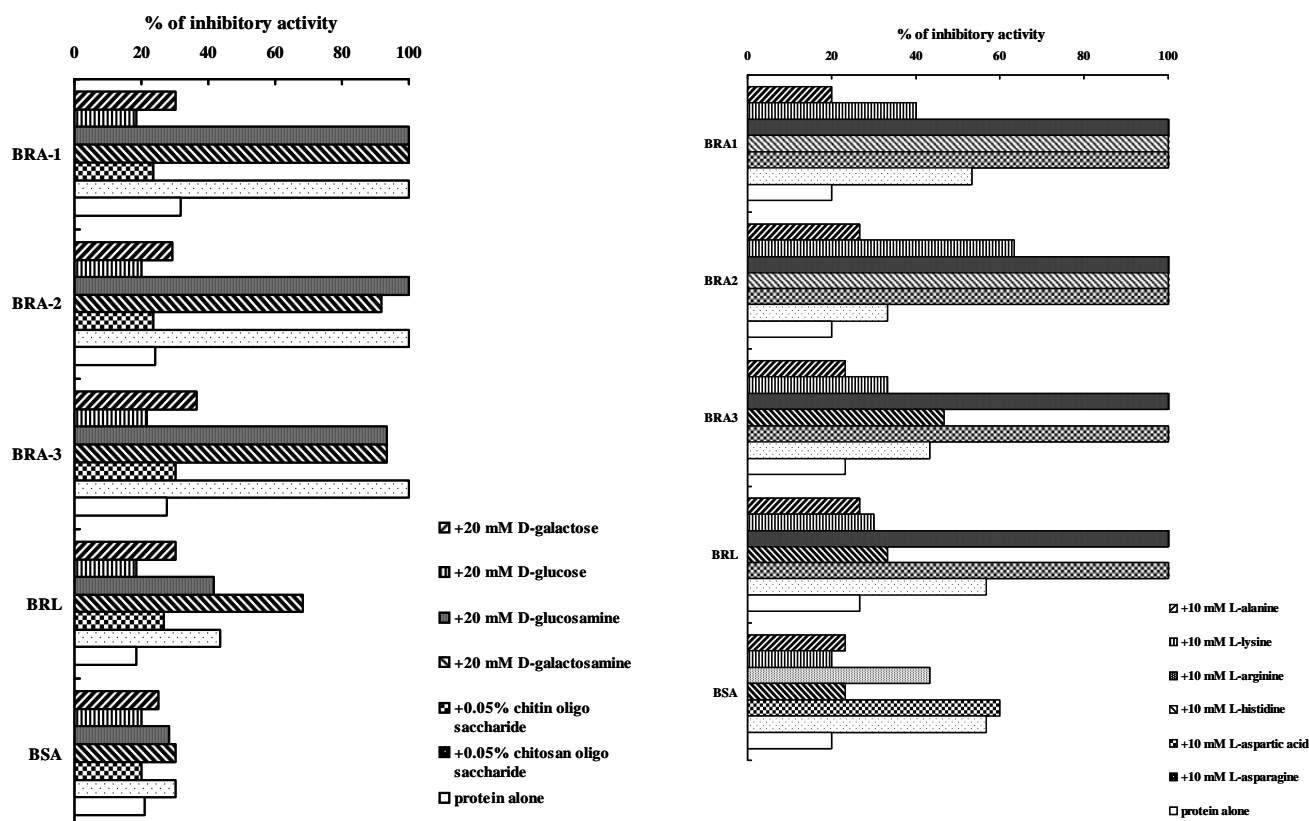 % of inhibitory activity
0 20 40 60 80 100
BRA-1
BRA-2
BRA-3
BRL
BSA
+20 mM D-galactose
+20 mM D-glucose
+20 mM D-glucosamine
+20 mM D-galactosamine
+0.05% chitin oligo
saccharide
+0.05% chitosan oligo
saccharide
protein alone
% of inhibitory activity
0 20 40 60 80 100
BRA1
BRA2
BRA3
BRL
BSA
+10 mM L-alanine
+10 mM L-lysine
+10 mM L-arginine
+10 mM L-histidine
+10 mM L-aspartic acid
+10 mM L-asparagine
protein alone